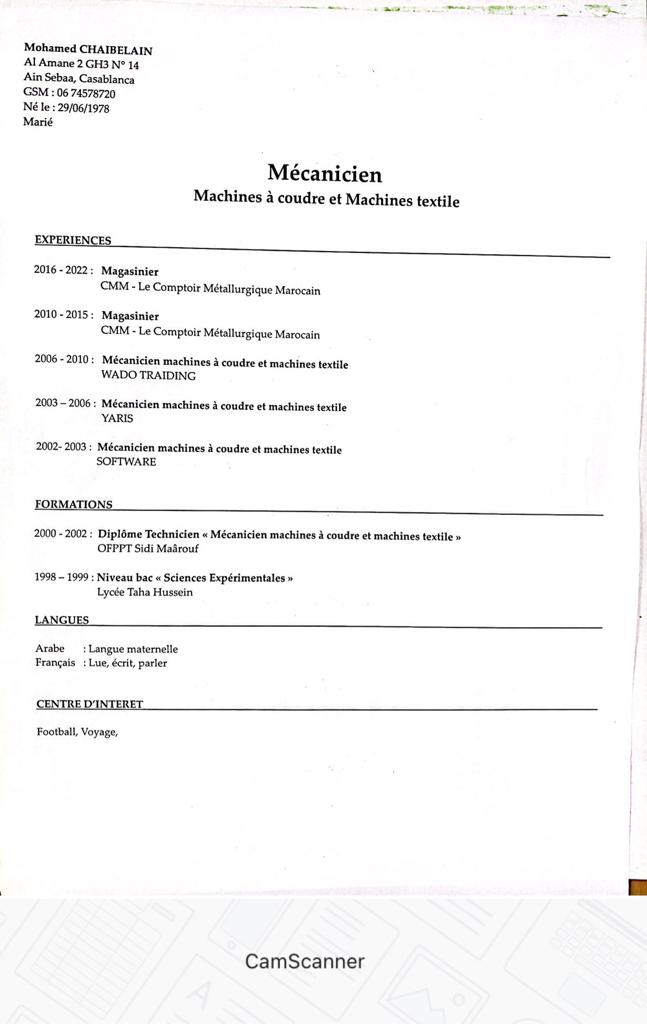 Mohamed CHAIBELAIN
Al Amane 2 GH3 N° 14
Ain Sebaa, Casablanca
GSM : 06 74578720
Né le : 29/06/1978
Marié
Mécanicien
Machines à coudre et Machines textile
EXPERIENCES
2016 - 2022 : Magasinier
CMM - Le Comptoir Métallurgique Marocain
2010 - 2015 : Magasinier
CMM - Le Comptoir Métallurgique Marocain
2006 - 2010 : Mécanicien machines à coudre et machines textile
WADO TRAIDING
2003 – 2006 : Mécanicien machines à coudre et machines textile
YARIS
2002- 2003 : Mécanicien machines à coudre et machines textile
SOFTWARE
FORMATIONS
2000 - 2002 : Diplôme Technicien « Mécanicien machines à coudre et machines textile »
OFPPT Sidi Maârouf
1998 – 1999 : Niveau bac « Sciences Expérimentales »
Lycée Taha Hussein
LANGUES
Arabe : Langue maternelle
Français : Lue, écrit, parler
CENTRE D'INTERET
Football, Voyage,
CamScanner